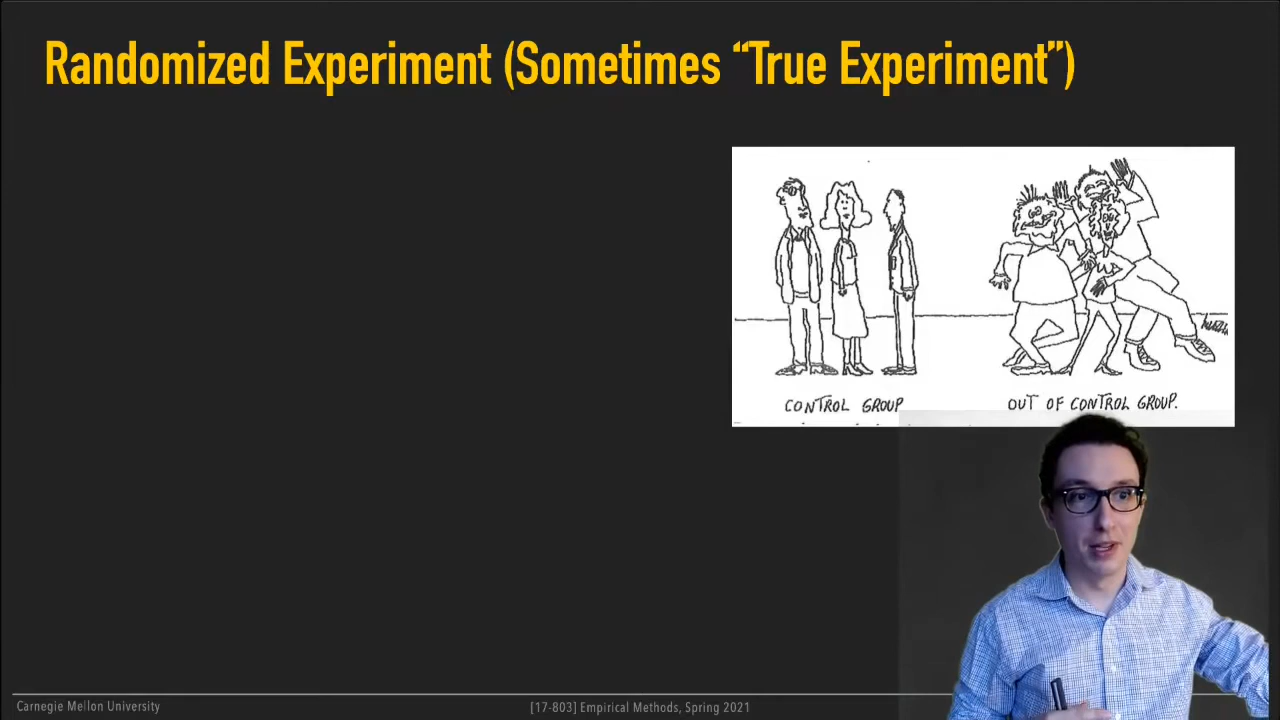 Randomized Experiment (Sometimes “True Experiment”)
CONTROL GROUP
OUT OF CONTROL GROUP.
Carnegie Mellon University
[17-803] Empirical Methods, Spring 2021